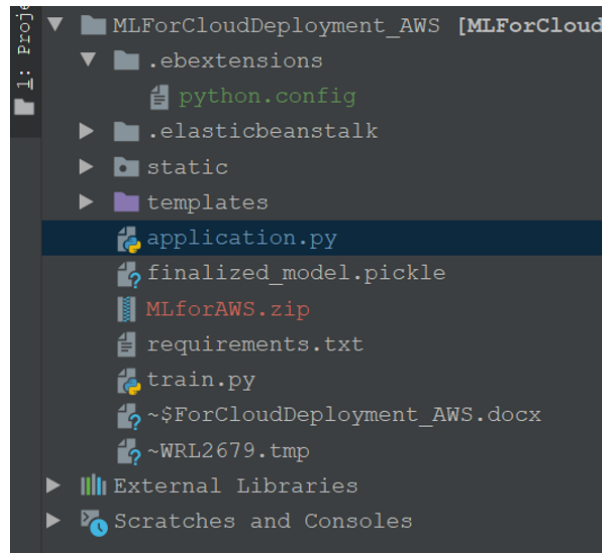 1: Proje
MLForCloudDeployment_AWS [MLForCloud
.ebextensions
python.config
.elasticbeanstalk
static
templates
application.py
finalized_model.pickle
MLforAWS.zip
requirements.txt
train.py
~$ForCloudDeployment_AWS.docx
~WRL2679.tmp
External Libraries
Scratches and Consoles